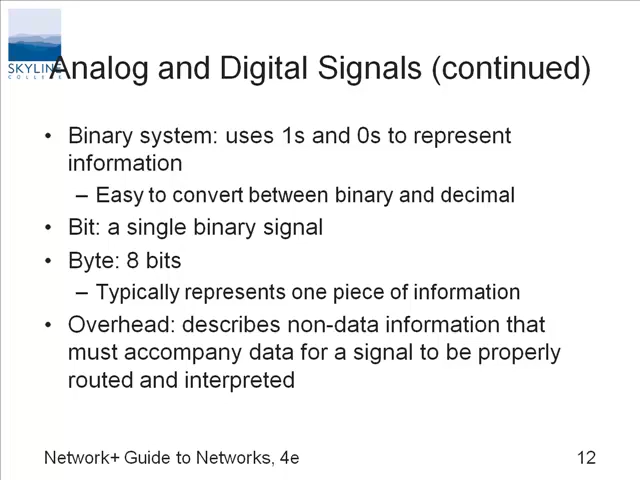 SKYLINE
COLLEGE
Analog and Digital Signals (continued)
• Binary system: uses 1s and 0s to represent
information
– Easy to convert between binary and decimal
• Bit: a single binary signal
• Byte: 8 bits
– Typically represents one piece of information
• Overhead: describes non-data information that
must accompany data for a signal to be properly
routed and interpreted
Network+ Guide to Networks, 4e
12